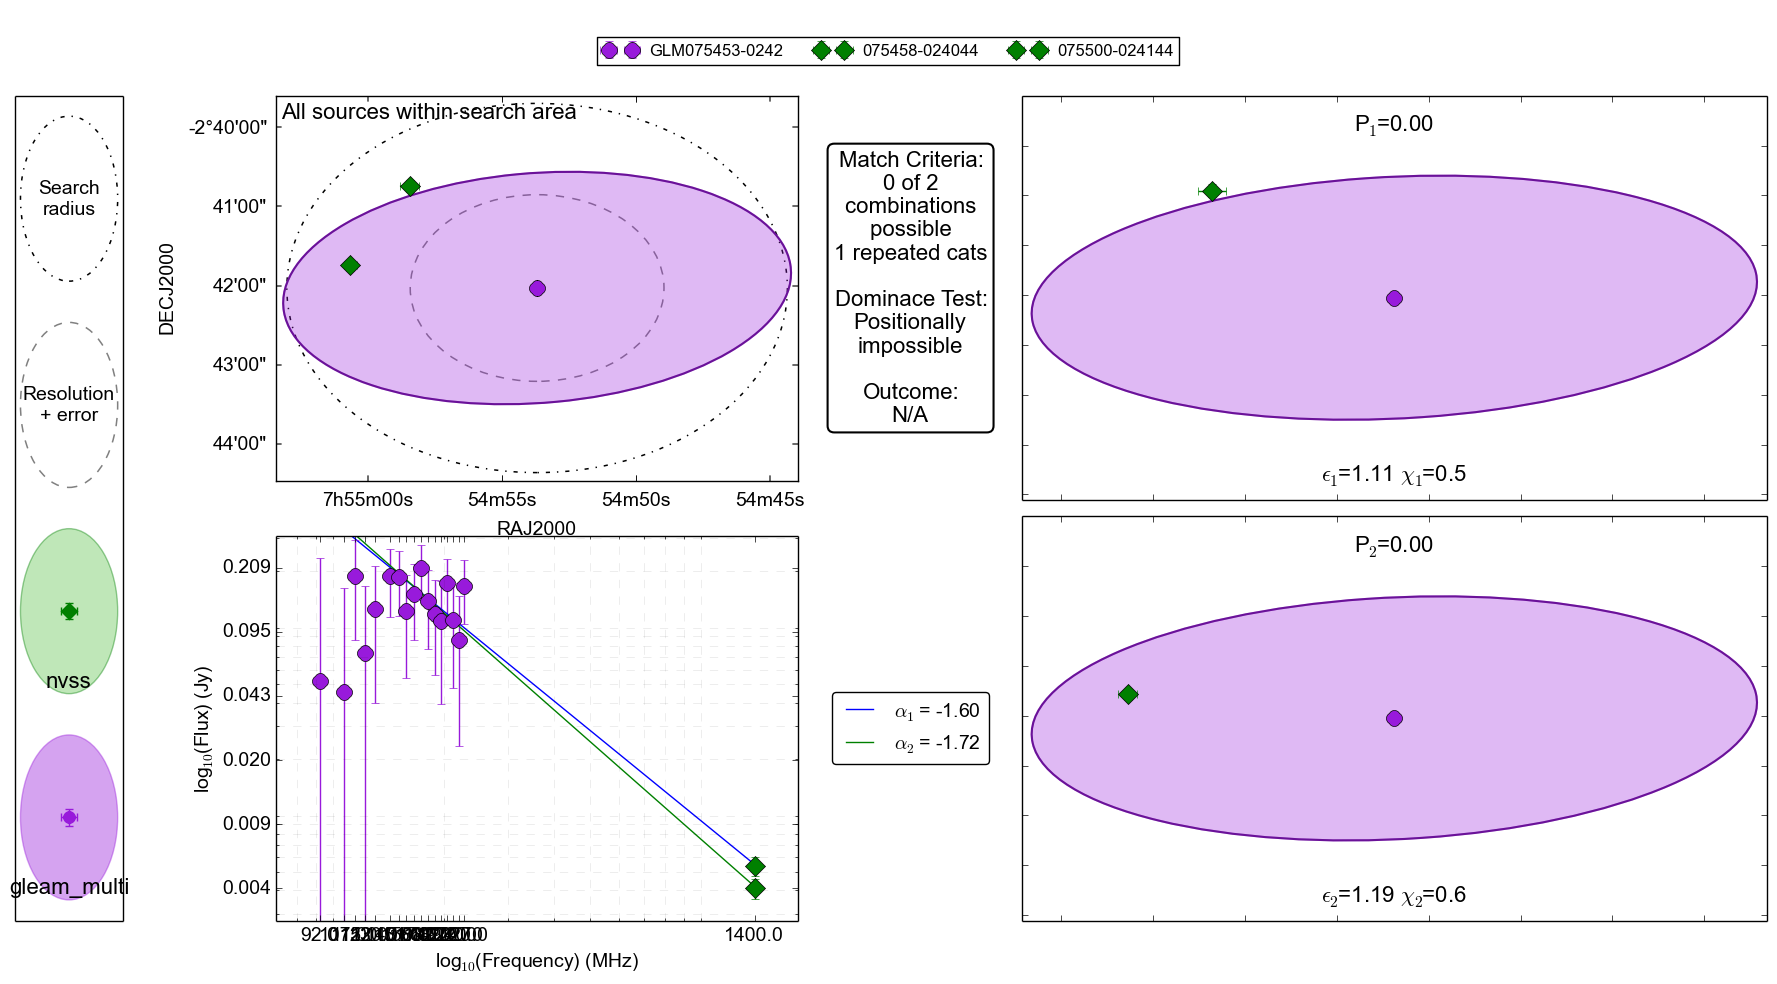 GLM075453-0242 075458-024044 075500-024144
Search
radius
Resolution
+ error
nvss
gleam_multi
All sources within search area
-2°40'00"
41'00"
42'00"
43'00"
44'00"
DECJ2000
7h55m00s 54m55s 54m50s 54m45s
RAJ2000
Match Criteria:
0 of 2
combinations
possible
1 repeated cats
Dominace Test:
Positionally
impossible
Outcome:
N/A
P1=0.00
ϵ1=1.11 χ1=0.5
0.209
0.095
0.043
0.020
0.009
0.004
log10(Flux) (Jy)
1400.0
log10(Frequency) (MHz)
α1 = -1.60
α2 = -1.72
P2=0.00
ϵ2=1.19 χ2=0.6